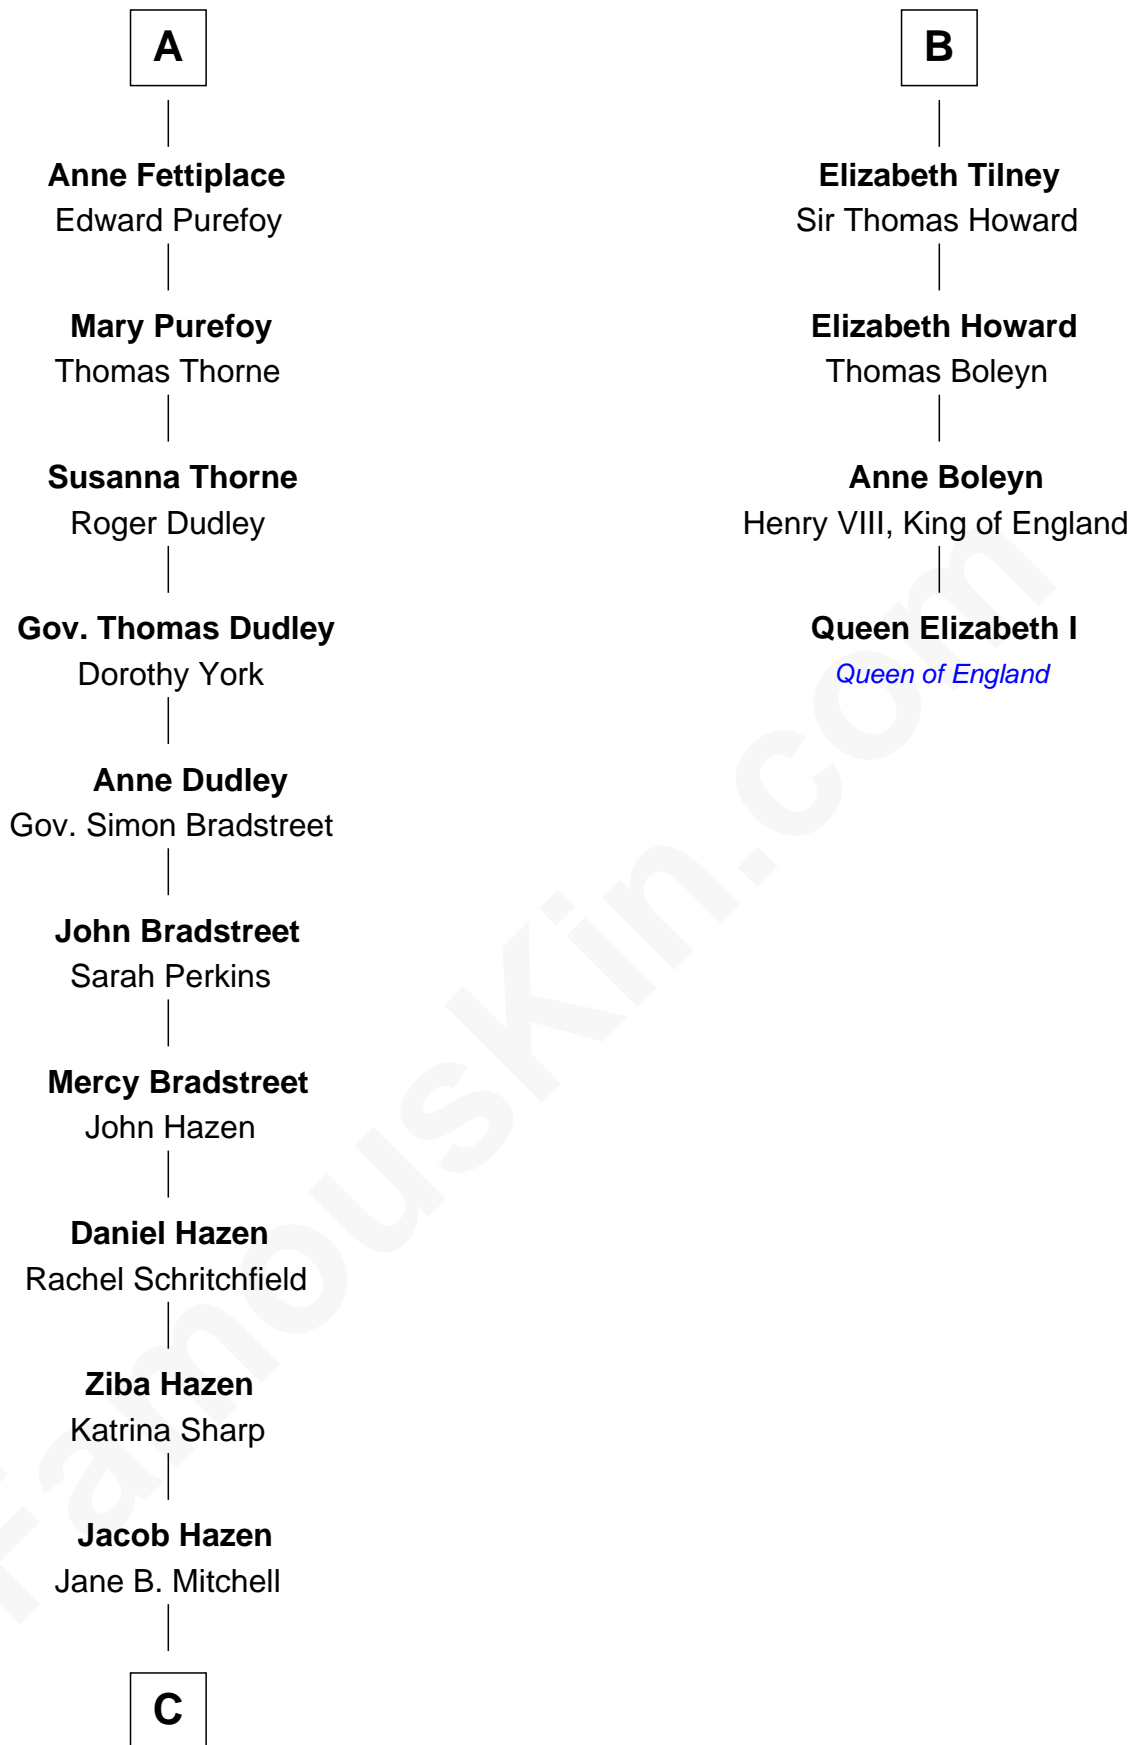 A
Anne Fettiplace
Edward Purefoy
Mary Purefoy
Thomas Thorne
Susanna Thorne
Roger Dudley
Gov. Thomas Dudley
Dorothy York
Anne Dudley
Gov. Simon Bradstreet
John Bradstreet
Sarah Perkins
Mercy Bradstreet
John Hazen
Daniel Hazen
Rachel Schritchfield
Ziba Hazen
Katrina Sharp
Jacob Hazen
Jane B. Mitchell
C
B
Elizabeth Tilney
Sir Thomas Howard
Elizabeth Howard
Thomas Boleyn
Anne Boleyn
Henry VIII, King of England
Queen Elizabeth I
Queen of England
FamousKin.com